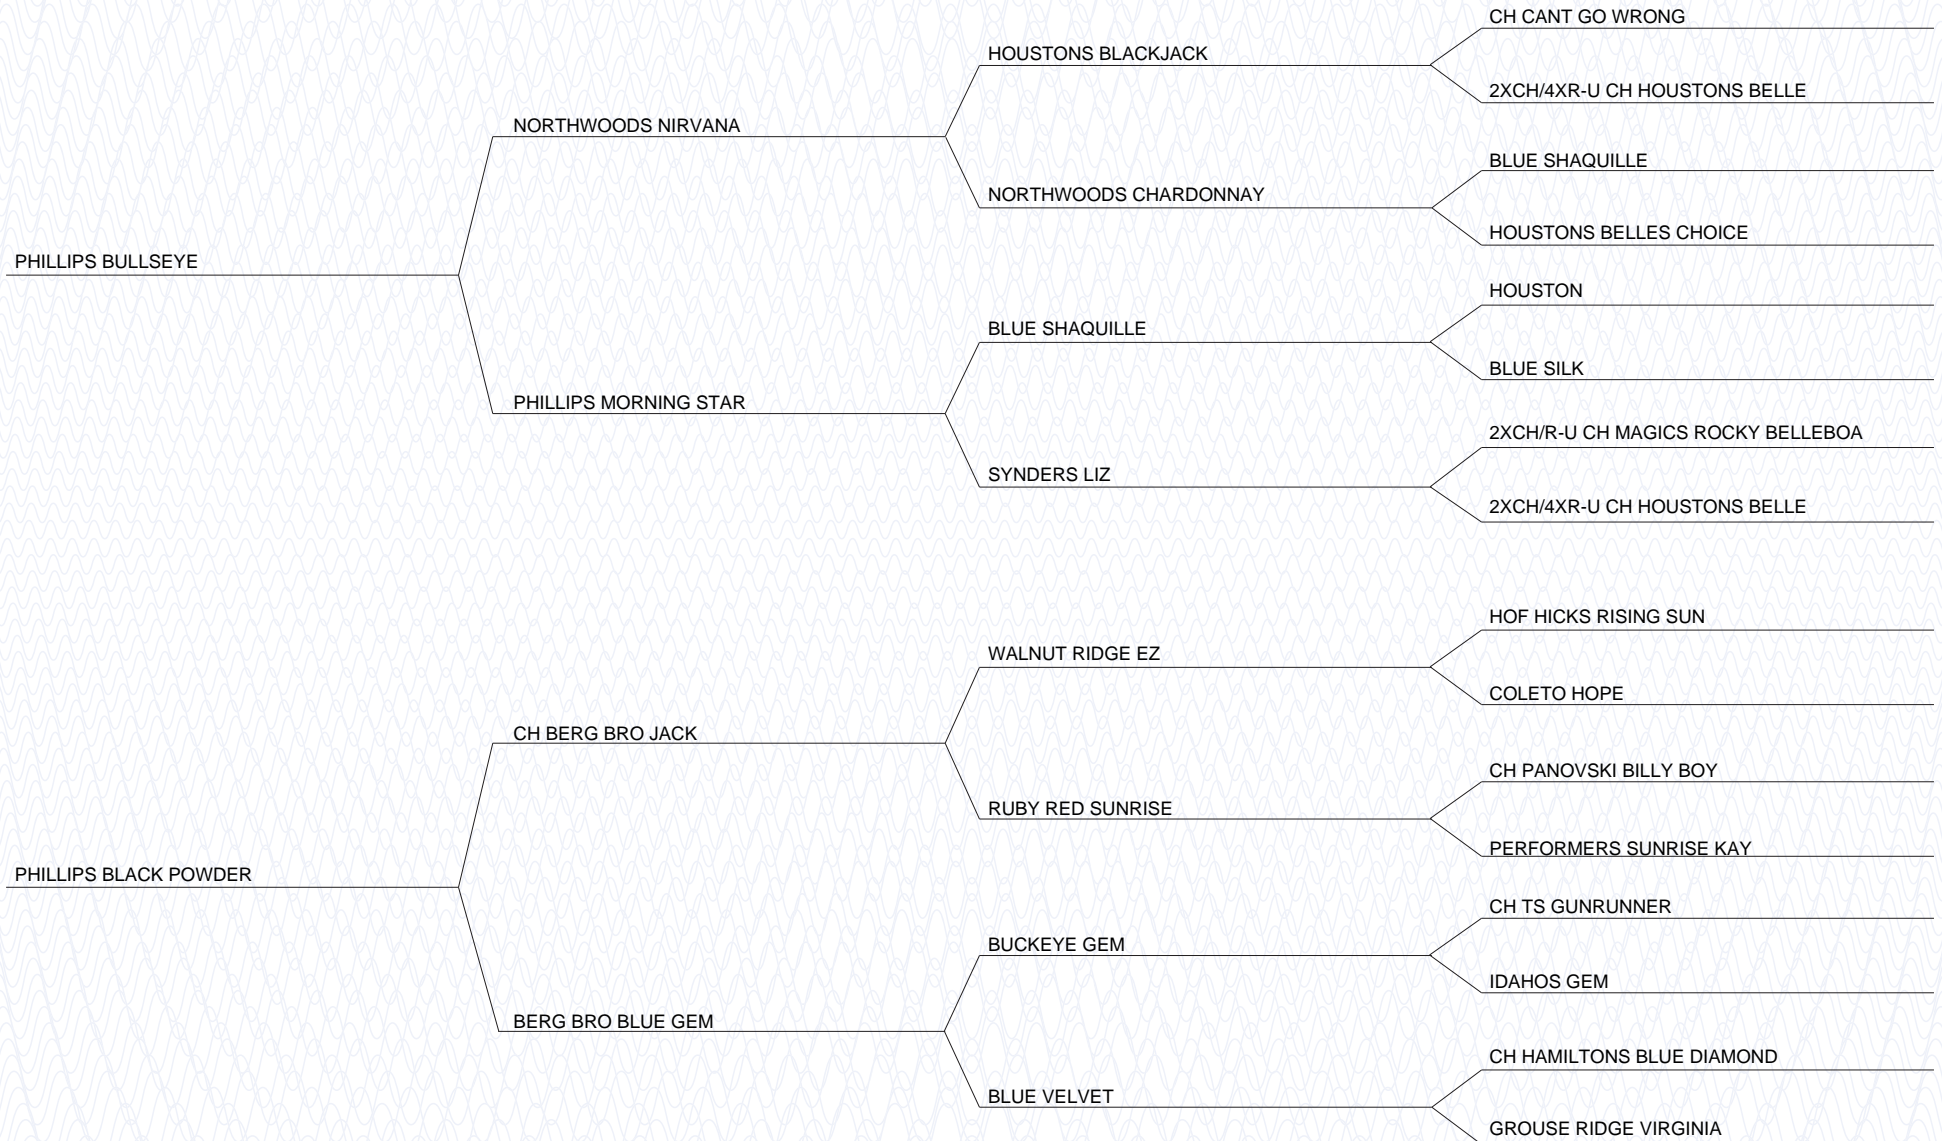 CH CANT GO WRONG
HOUSTONS BLACKJACK
2XCH/4XR-U CH HOUSTONS BELLE
NORTHWOODS NIRVANA
BLUE SHAQUILLE
NORTHWOODS CHARDONNAY
HOUSTONS BELLES CHOICE
PHILLIPS BULLSEYE
HOUSTON
BLUE SHAQUILLE
BLUE SILK
PHILLIPS MORNING STAR
2XCH/R-U CH MAGICS ROCKY BELLEBOA
SYNDERS LIZ
2XCH/4XR-U CH HOUSTONS BELLE
HOF HICKS RISING SUN
WALNUT RIDGE EZ
COLETO HOPE
CH BERG BRO JACK
CH PANOVSKI BILLY BOY
RUBY RED SUNRISE
PERFORMERS SUNRISE KAY
PHILLIPS BLACK POWDER
CH TS GUNRUNNER
BUCKEYE GEM
IDAHOS GEM
BERG BRO BLUE GEM
CH HAMILTONS BLUE DIAMOND
BLUE VELVET
GROUSE RIDGE VIRGINIA